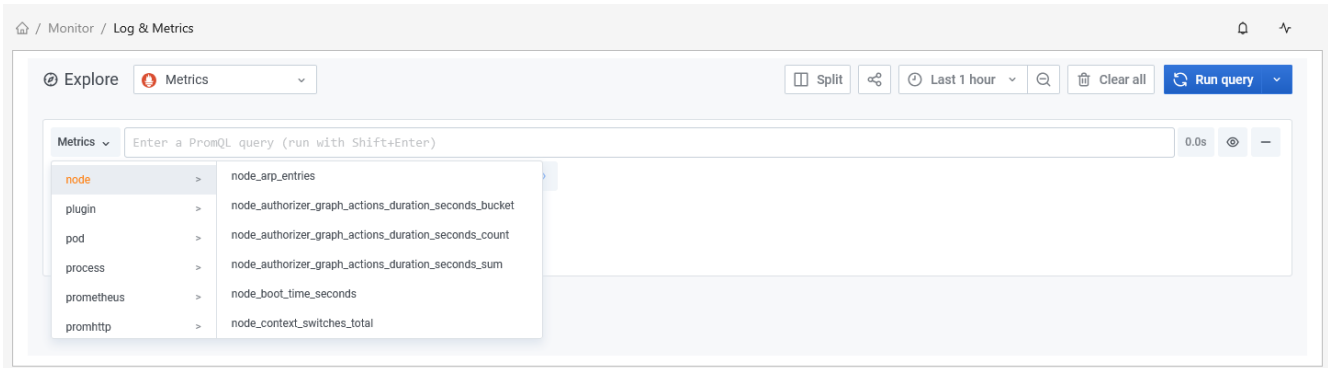 / Monitor / Log & Metrics
Explore Metrics Split Last 1 hour Clear all Run query
Metrics Enter a PromQL query (run with Shift+Enter) 0.0s
node > node_arp_entries
plugin > node_authorizer_graph_actions_duration_seconds_bucket
pod > node_authorizer_graph_actions_duration_seconds_count
process > node_authorizer_graph_actions_duration_seconds_sum
prometheus > node_boot_time_seconds
promhttp > node_context_switches_total